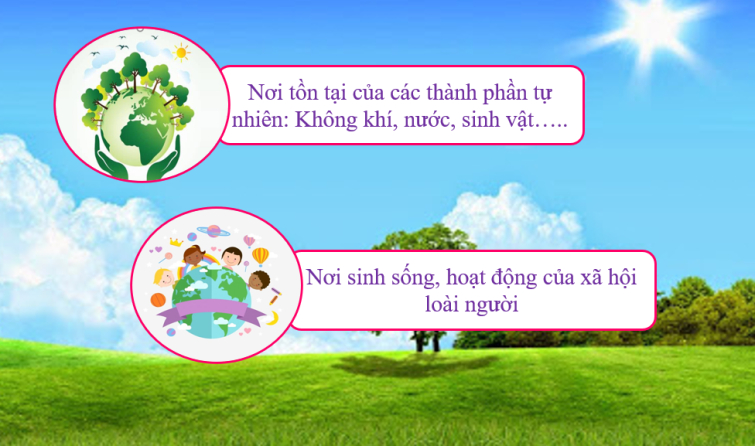 Nơi tồn tại của các thành phần tự
nhiên: Không khí, nước, sinh vật…..
Nơi sinh sống, hoạt động của xã hội
loài người